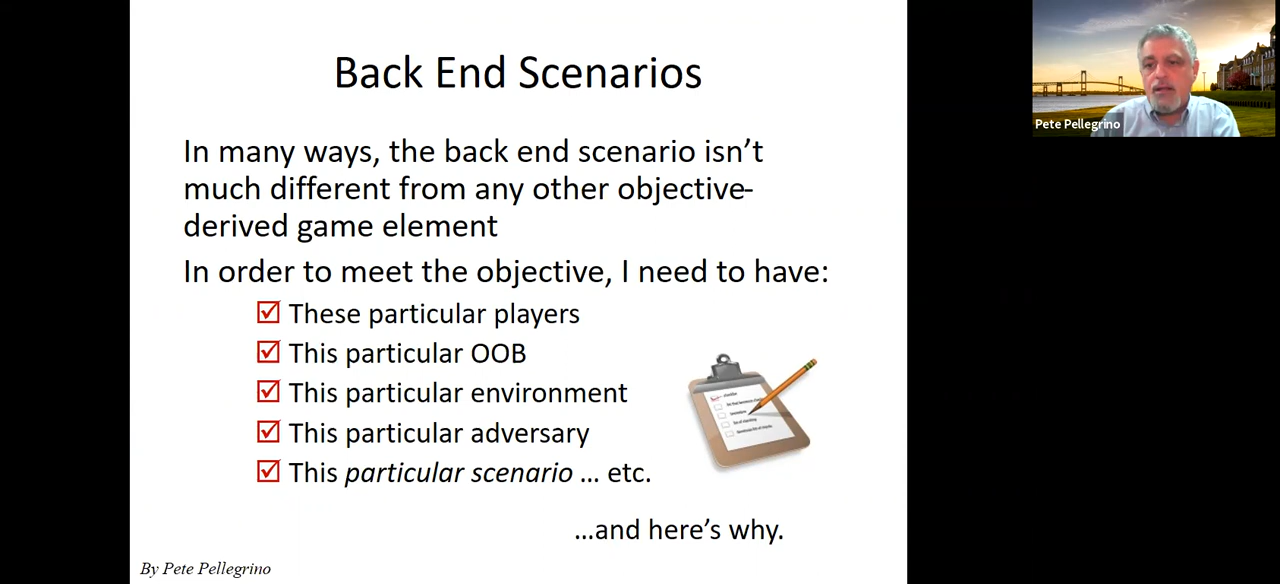 Back End Scenarios
In many ways, the back end scenario isn't
much different from any other objective-
derived game element
In order to meet the objective, I need to have:
These particular players
This particular OOB
This particular environment
This particular adversary
This particular scenario ... etc.
...and here's why.
By Pete Pellegrino
Pete Pellegrino